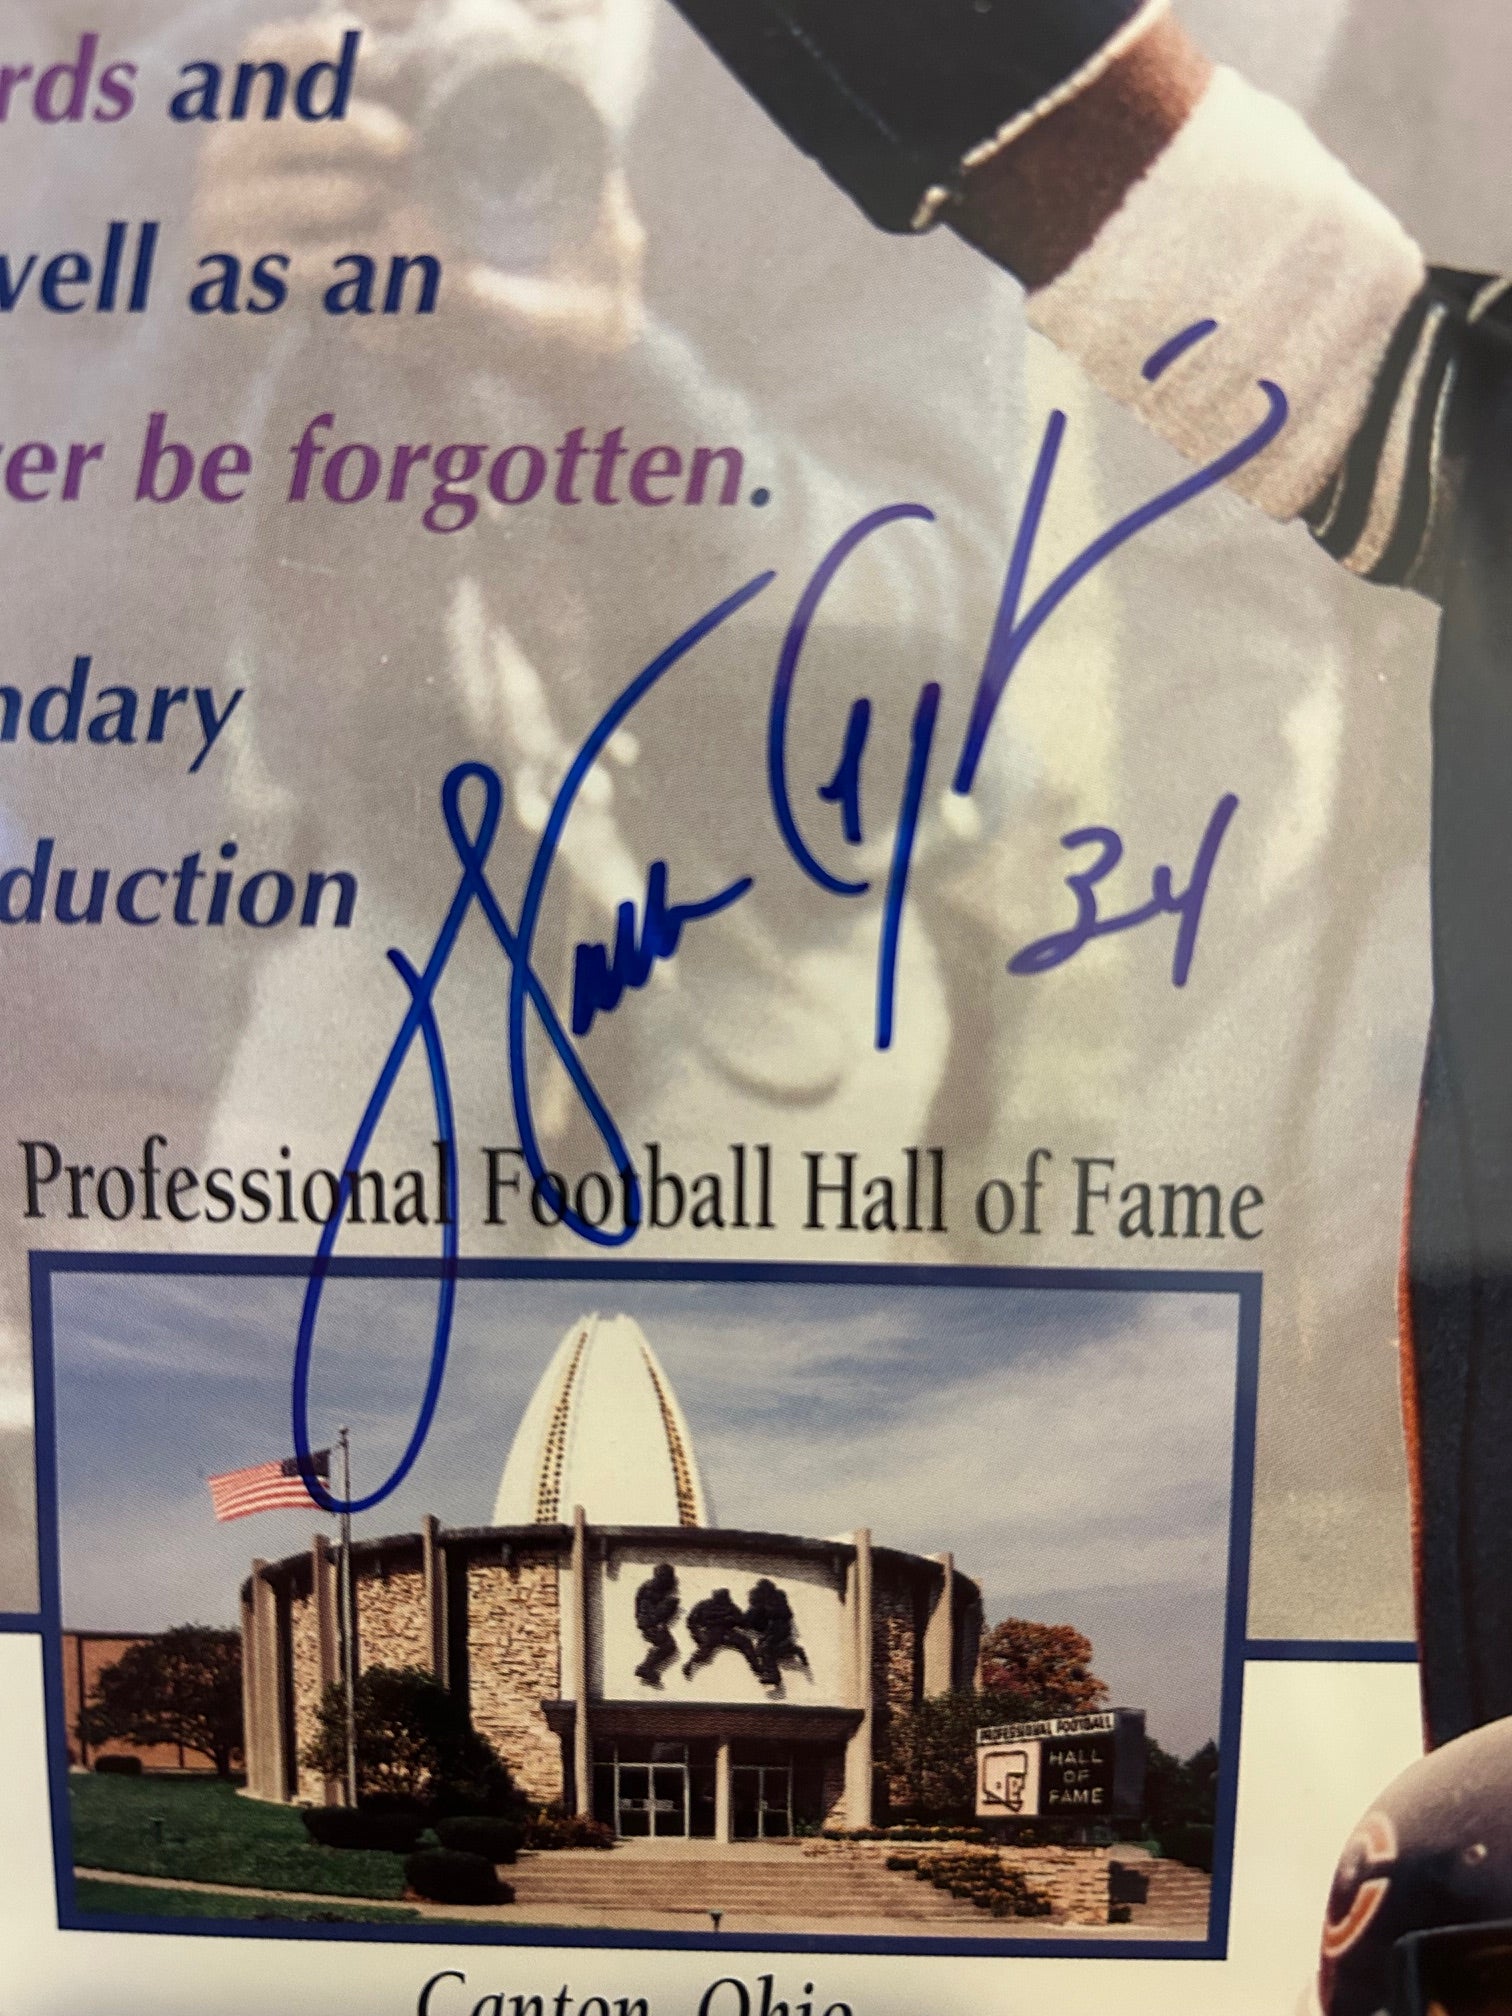 rds and
well as an
er be forgotten.
ndary
duction
34
Professional Football Hall of Fame
PROFESSIONAL FOOTBALL
HALL
OF
FAME
C
Canton, Ohio